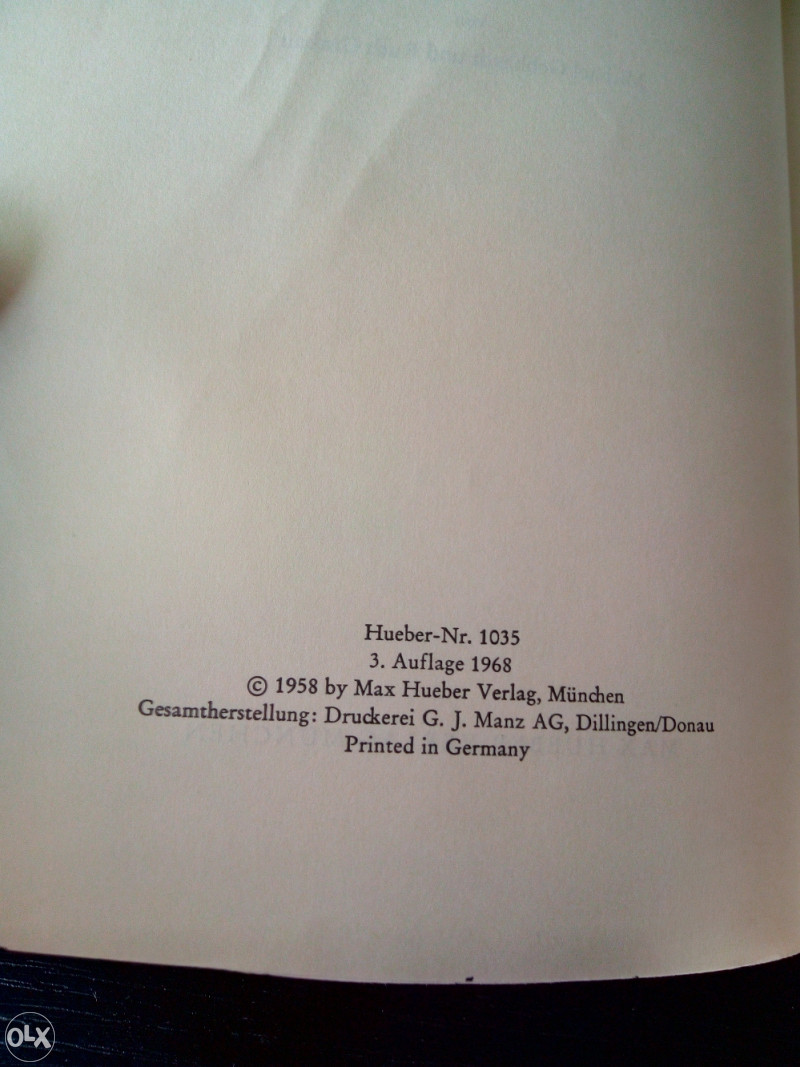 Hueber-Nr. 1035
3. Auflage 1968
© 1958 by Max Hueber Verlag, München
Gesamtherstellung: Druckerei G. J. Manz AG, Dillingen/Donau
Printed in Germany
OLX